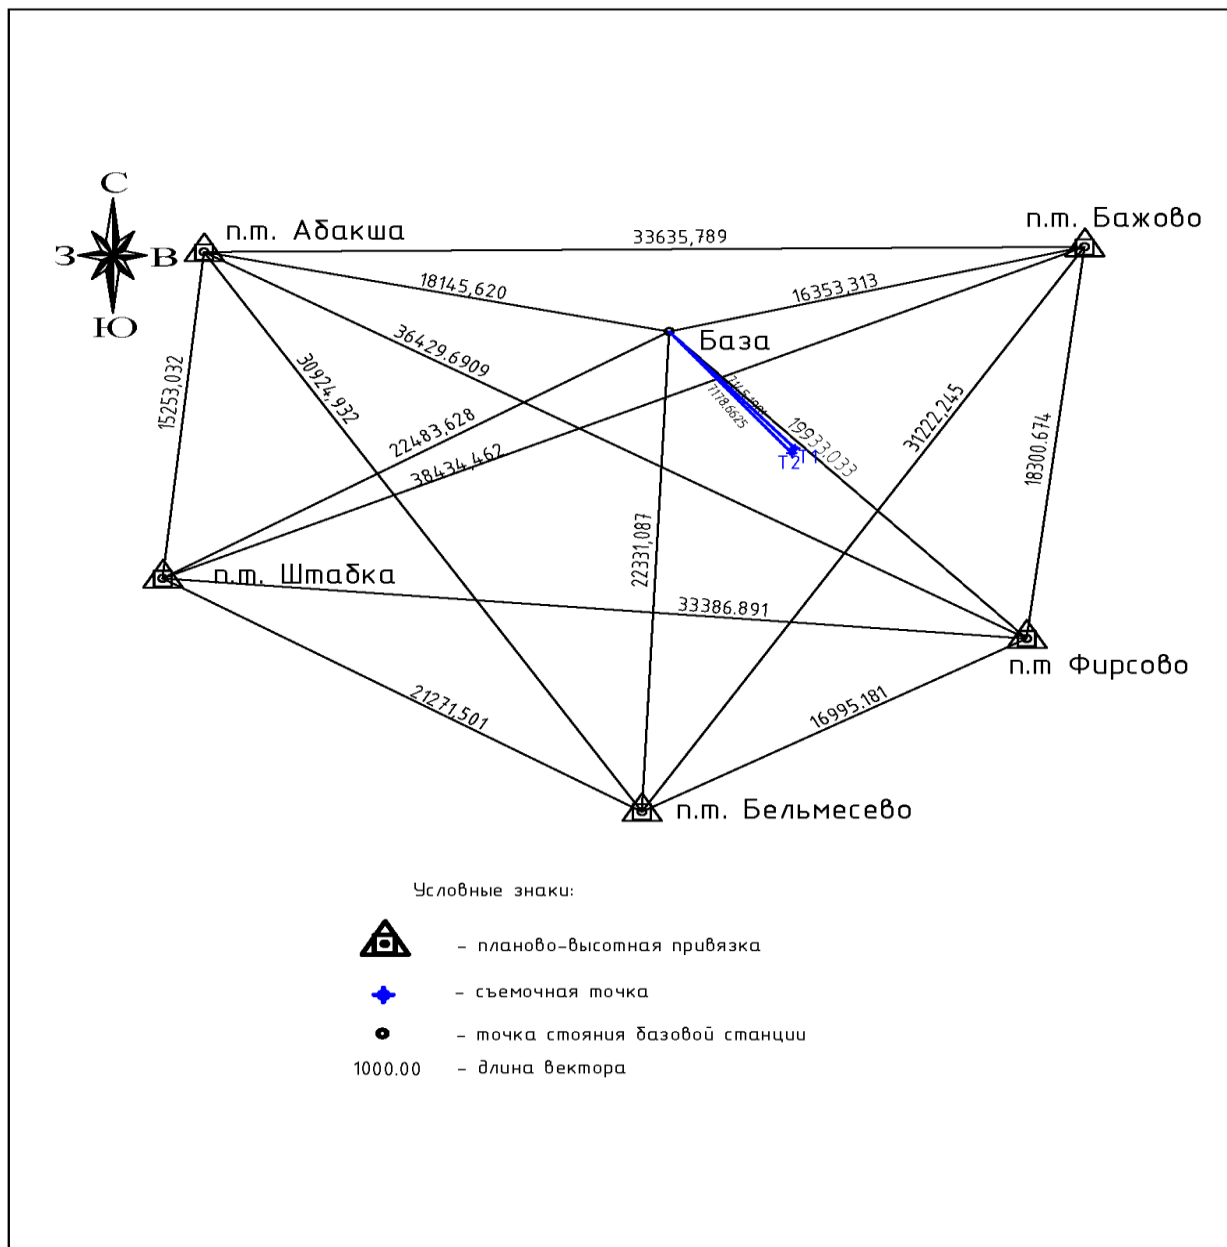 С
п.т. Бажово
п.т. Абакша
33635,789
З
В
18145,620
16353,313
Ю
База
36429.6909
30924,932
15253,032
7178.6625
31222,245
22483,628
19933,033
18300.674
38434,462
Т1
Т2
22331,087
п.т. Штабка
33386.891
п.т Фирсово
21271,501
16995.181
п.т. Бельмесево
Условные знаки:
- планово-высотная привязка
- съемочная точка
- точка стояния базовой станции
1000.00 - длина вектора